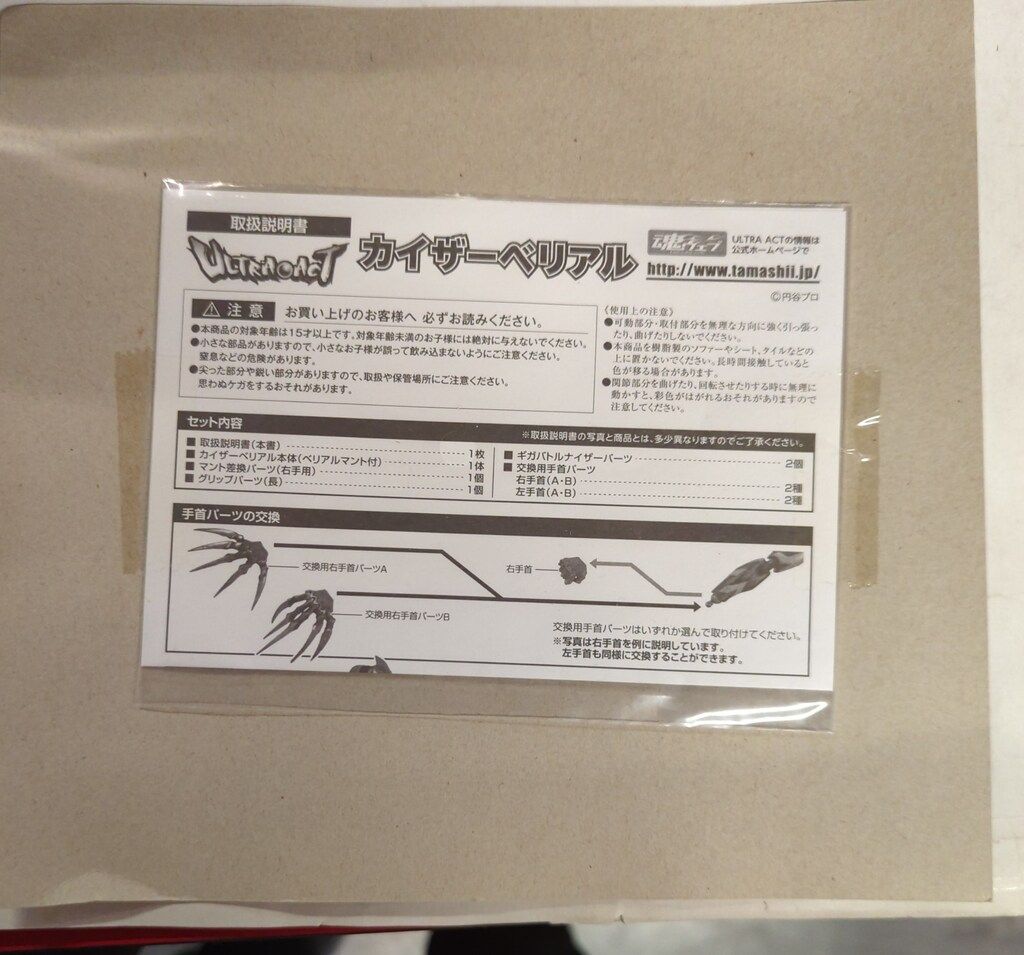 取扱説明書
ULTRA-ACT
カイザーベリアル
魂ウェブ
ULTRA ACTの情報は
公式ホームページで
http://www.tamashii.jp/
©円谷プロ
⚠ 注意 お買い上げのお客様へ 必ずお読みください。
●本商品の対象年齢は15才以上です。対象年齢未満のお子様には絶対に与えないでください。
●小さな部品がありますので、小さなお子様が誤って飲み込まないようにご注意ください。
窒息などの危険があります。
●尖った部分や鋭い部分がありますので、取扱や保管場所にご注意ください。
思わぬケガをするおそれがあります。
《使用上の注意》
●可動部分・取付部分を無理な方向に強く引っ張っ
たり、曲げたりしないでください。
●本商品を樹脂製のソファーやシート、タイルなどの
上に置かないでください。長時間接触していると
色が移る場合があります。
●関節部分を曲げたり、回転させたりする時に無理に
動かすと、彩色がはがれるおそれがありますので
注意してください。
セット内容
※取扱説明書の写真と商品とは、多少異なりますのでご了承ください。
■ 取扱説明書(本書) 1枚
■ カイザーベリアル本体(ベリアルマント付) 1体
■ マント差換パーツ(右手用) 1個
■ グリップパーツ(長) 1個
■ ギガバトルナイザーパーツ 2個
■ 交換用手首パーツ
右手首(A・B) 2種
左手首(A・B) 2種
手首パーツの交換
交換用右手首パーツA
右手首
交換用右手首パーツB
交換用手首パーツはいずれか選んで取り付けてください。
※写真は右手首を例に説明しています。
左手首も同様に交換することができます。